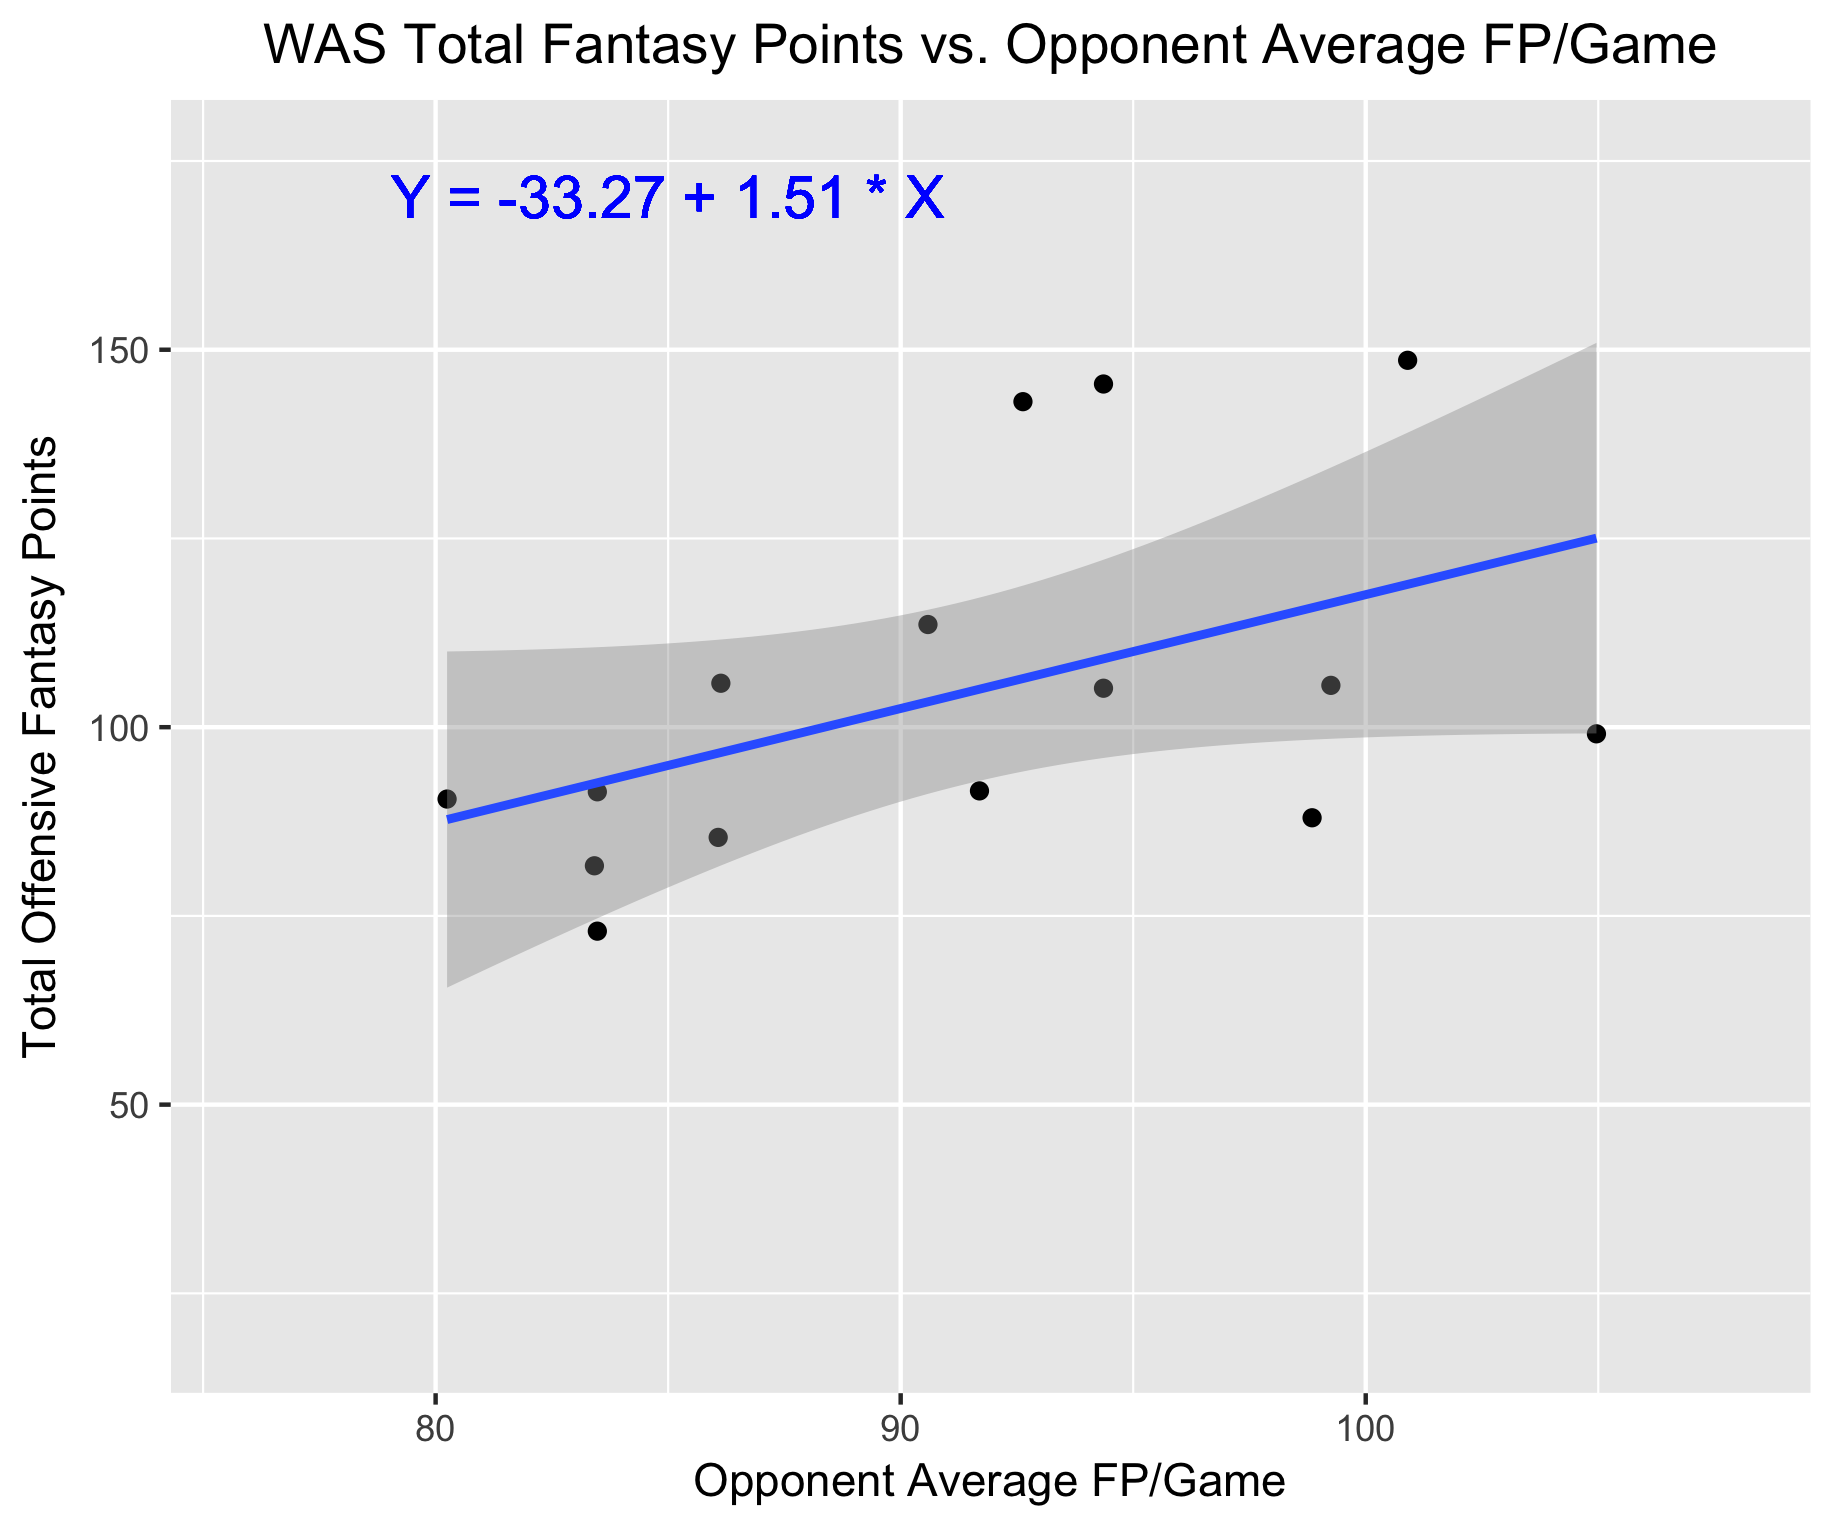 WAS Total Fantasy Points vs. Opponent Average FP/Game
Y = -33.27 + 1.51 * X
Total Offensive Fantasy Points
150
100
50
80
90
100
Opponent Average FP/Game